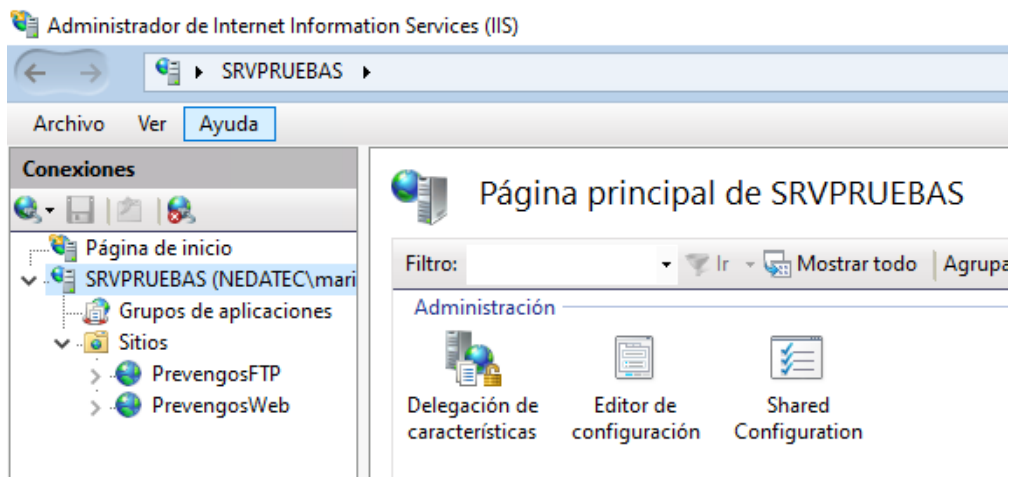 Administrador de Internet Information Services (IIS)
SRVPRUEBAS
Archivo Ver Ayuda
Conexiones
Página de inicio
SRVPRUEBAS (NEDATEC\mari
Grupos de aplicaciones
Sitios
PrevengosFTP
PrevengosWeb
Página principal de SRVPRUEBAS
Filtro: Ir Mostrar todo Agrupa
Administración
Delegación de
características
Editor de
configuración
Shared
Configuration